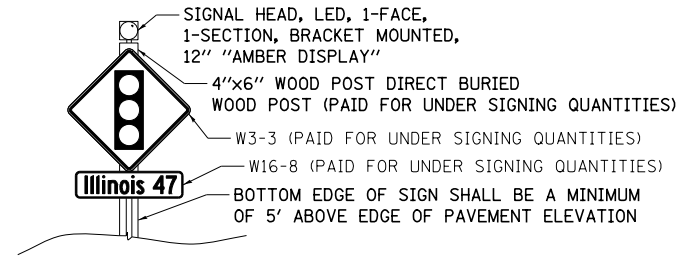 SIGNAL HEAD, LED, 1-FACE,
1-SECTION, BRACKET MOUNTED,
12" "AMBER DISPLAY"
4"x6" WOOD POST DIRECT BURIED
WOOD POST (PAID FOR UNDER SIGNING QUANTITIES)
W3-3 (PAID FOR UNDER SIGNING QUANTITIES)
W16-8 (PAID FOR UNDER SIGNING QUANTITIES)
Illinois 47
BOTTOM EDGE OF SIGN SHALL BE A MINIMUM
OF 5' ABOVE EDGE OF PAVEMENT ELEVATION